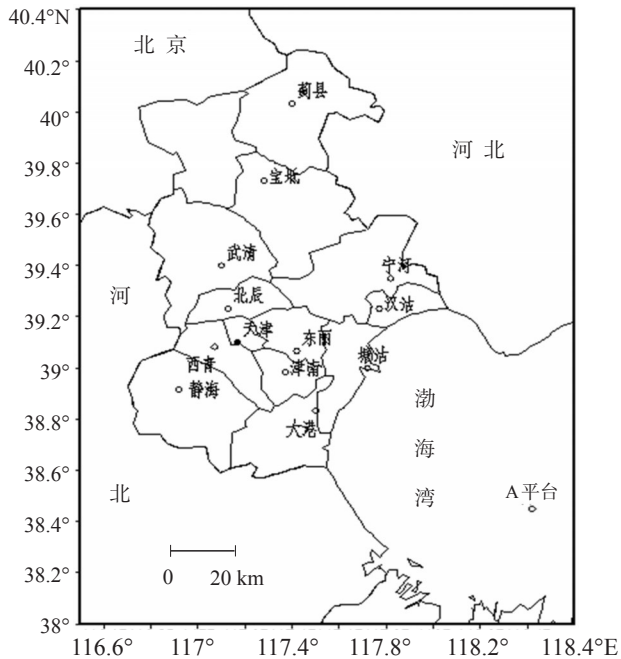 40.4°N
北 京
40.2°
蓟县
40°
河 北
39.8°
宝坻
39.6°
武清
39.4°
宁河
河
北辰
汉沽
39.2°
天津
东丽
塘沽
西青
津南
39°
静海
渤
38.8°
大港
海
38.6°
北
湾
A平台
38.4°
38.2°
0 20 km
38°
116.6° 117° 117.4° 117.8° 118.2° 118.4°E